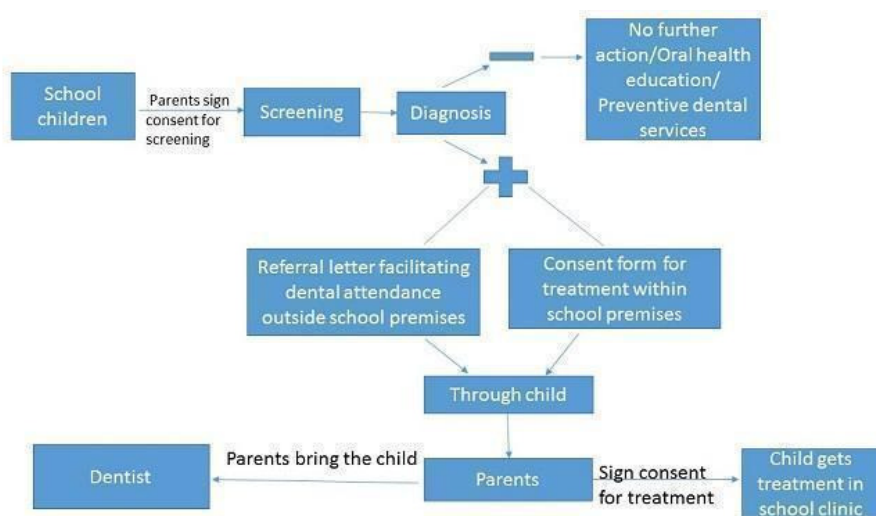 School
children
Parents sign
consent for
screening
Screening
Diagnosis
No further
action/Oral health
education/
Preventive dental
services
Referral letter facilitating
dental attendance
outside school premises
Consent form for
treatment within
school premises
Through child
Dentist
Parents bring the child
Parents
Sign consent
for treatment
Child gets
treatment in
school clinic